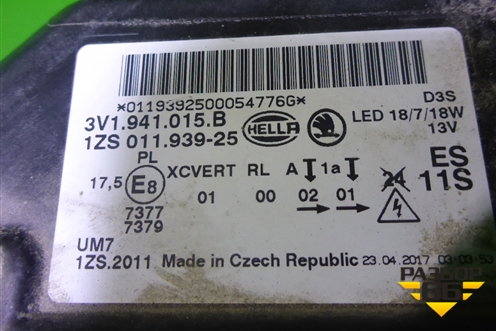 *0119392500054776G*
3V1.941.015.B
1ZS 011.939-25
HELLA
D3S
LED 18/7/18W
13V
PL
17,5 E8
XCVERT RL A 1a
01 00 02 01
24
ES
11S
7377
7379
UM7
1ZS.2011 Made in Czech Republic 23.04.2017 03:03:53
РАЗБОР
66